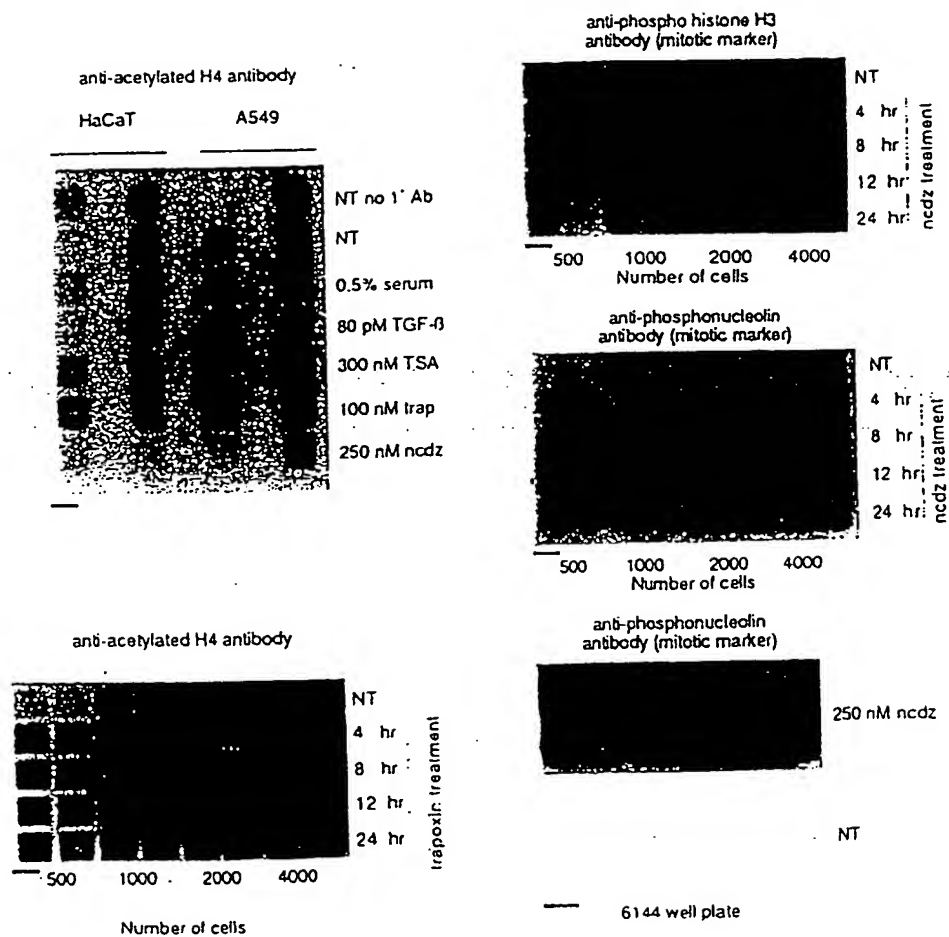 anti-acetylated H4 antibody
HaCaT A549
NT no 1° Ab
NT
0.5% serum
80 pM TGF-ß
300 nM TSA
100 nM trap
250 nM ncdz
anti-phospho histone H3
antibody (mitotic marker)
NT
4 hr
8 hr
12 hr
24 hr
ncdz treatment
500 1000 2000 4000
Number of cells
anti-phosphonucleolin
antibody (mitotic marker)
NT
4 hr
8 hr
12 hr
24 hr
ncdz treatment
500 1000 2000 4000
Number of cells
anti-acetylated H4 antibody
NT
4 hr
8 hr
12 hr
24 hr
trapoxin treatment
500 1000 2000 4000
Number of cells
anti-phosphonucleolin
antibody (mitotic marker)
250 nM ncdz
NT
6144 well plate